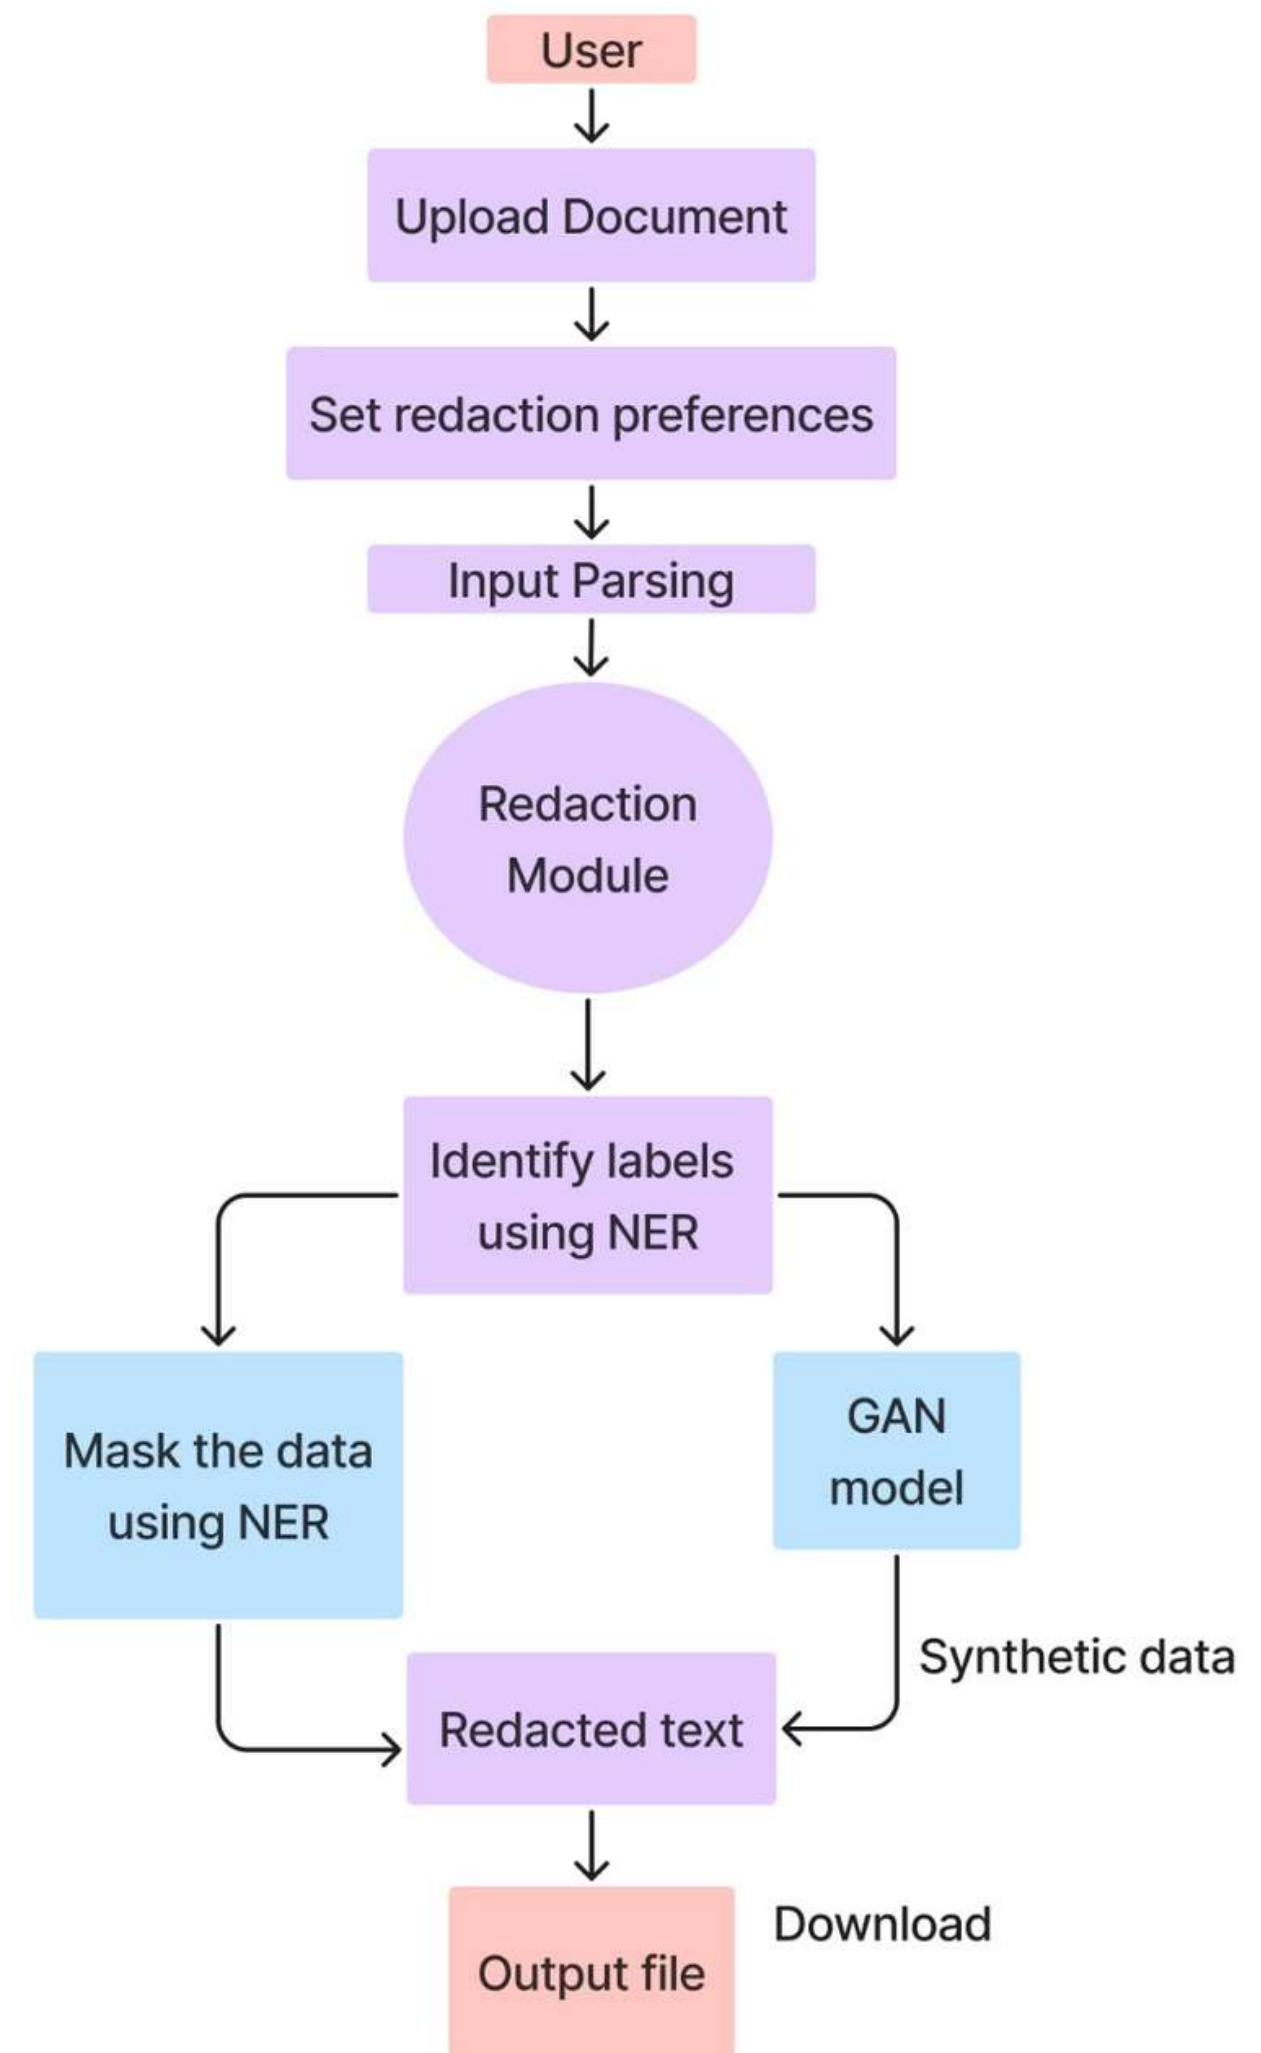 User
Upload Document
Set redaction preferences
Input Parsing
Redaction
Module
Identify labels
using NER
Mask the data
using NER
GAN
model
Synthetic data
Redacted text
Download
Output file